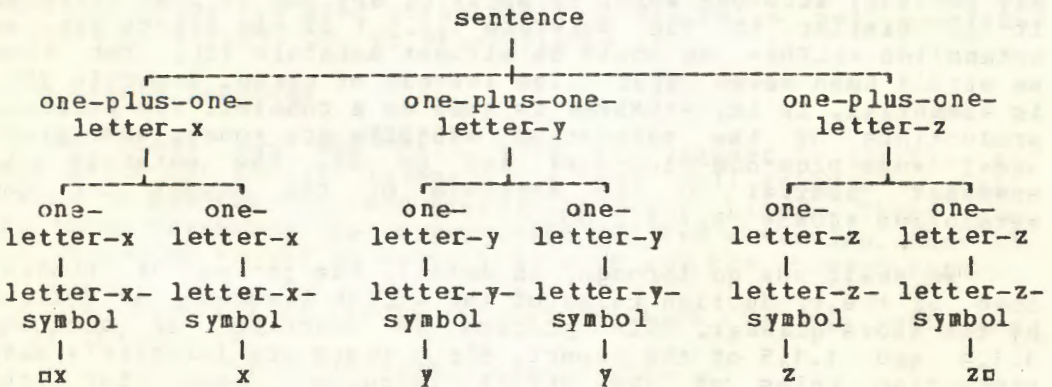 sentence
one-plus-one- one-plus-one- one-plus-one-
letter-x letter-y letter-z
one- one- one- one- one- one-
letter-x letter-x letter-y letter-y letter-z letter-z
letter-x- letter-x- letter-y- letter-y- letter-z- letter-z-
symbol symbol symbol symbol symbol symbol
□x x y y z z□